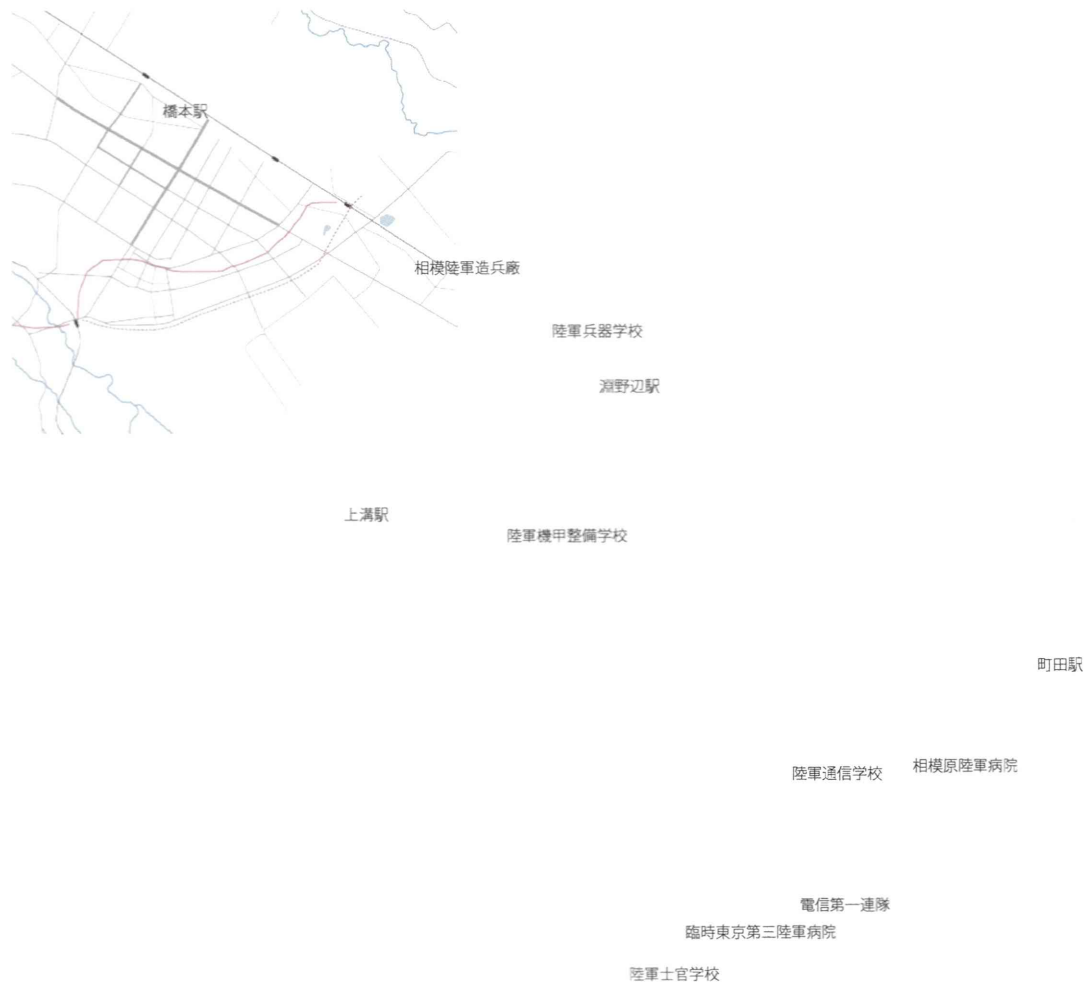 橋本駅
相模陸軍造兵廠
陸軍兵器学校
淵野辺駅
上溝駅
陸軍機甲整備学校
町田駅
相模原陸軍病院
陸軍通信学校
電信第一連隊
臨時東京第三陸軍病院
陸軍士官学校